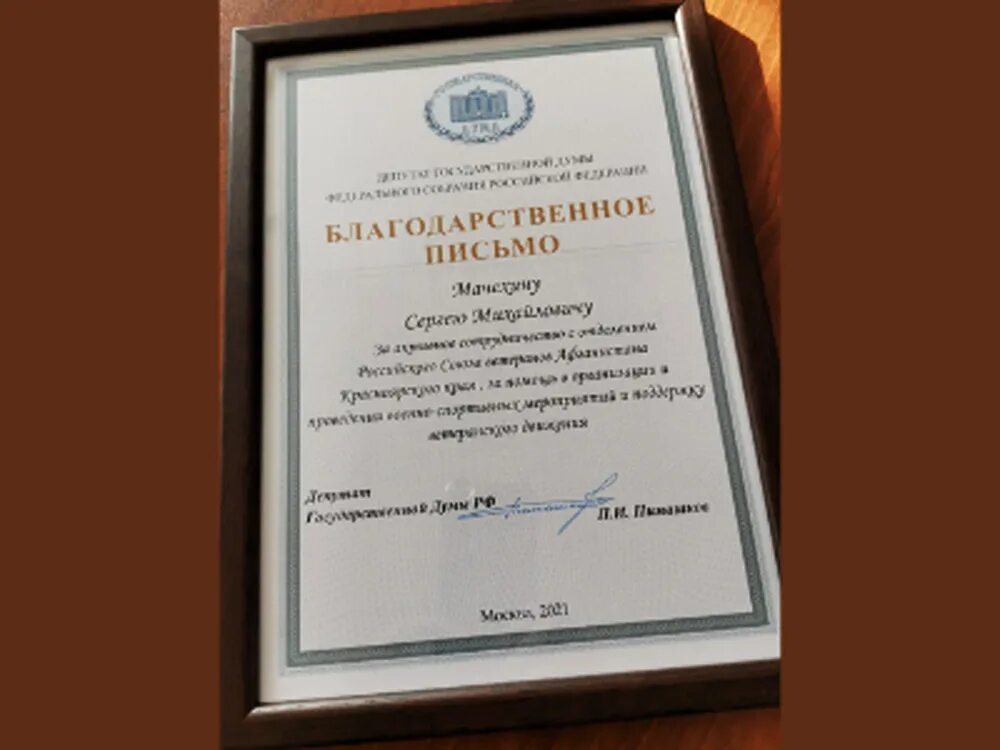 ГОСУДАРСТВЕННАЯ
ДУМА
ДЕПУТАТ ГОСУДАРСТВЕННОЙ ДУМЫ
ФЕДЕРАЛЬНОГО СОБРАНИЯ РОССИЙСКОЙ ФЕДЕРАЦИИ
БЛАГОДАРСТВЕННОЕ
ПИСЬМО
Мачехину
Сергею Михайловичу
За активное сотрудничество с отделением
Российского Союза ветеранов Афганистана
Красноярского края, за помощь в организации и
проведения военно-спортивных мероприятий и поддержку
ветеранского движения
Депутат
Государственной Думы РФ
П.И. Пимашков
Москва, 2021